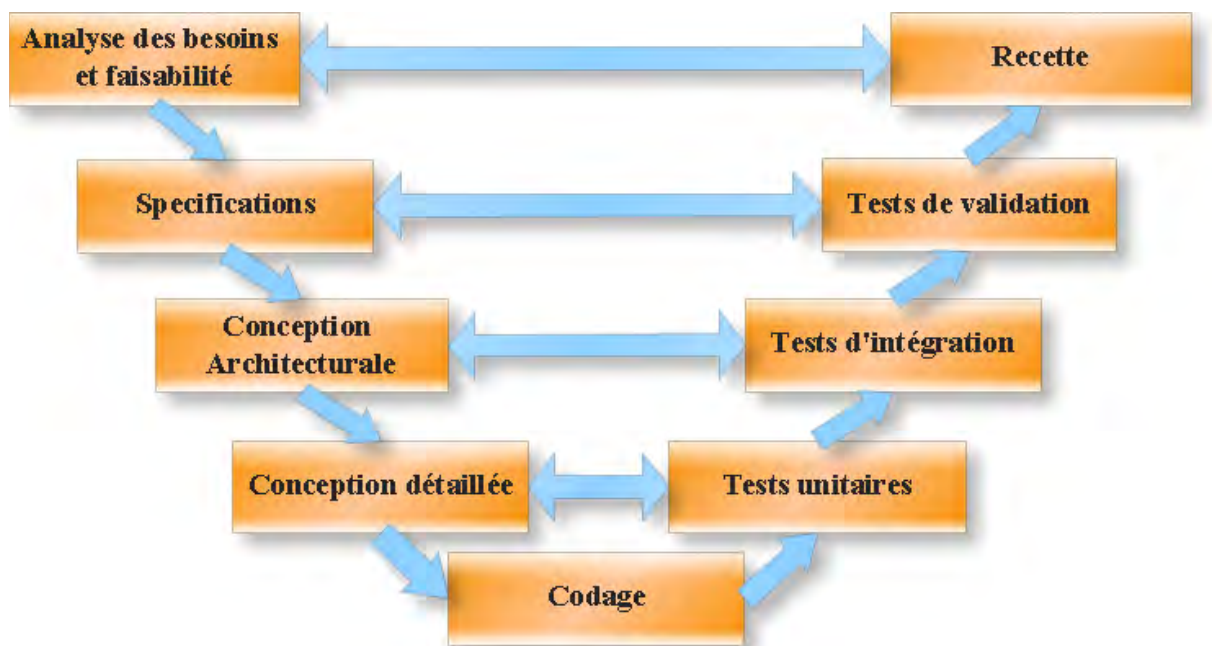 Analyse des besoins
et faisabilité
Recette
Specifications
Tests de validation
Conception
Architecturale
Tests d'intégration
Conception détaillée
Tests unitaires
Codage